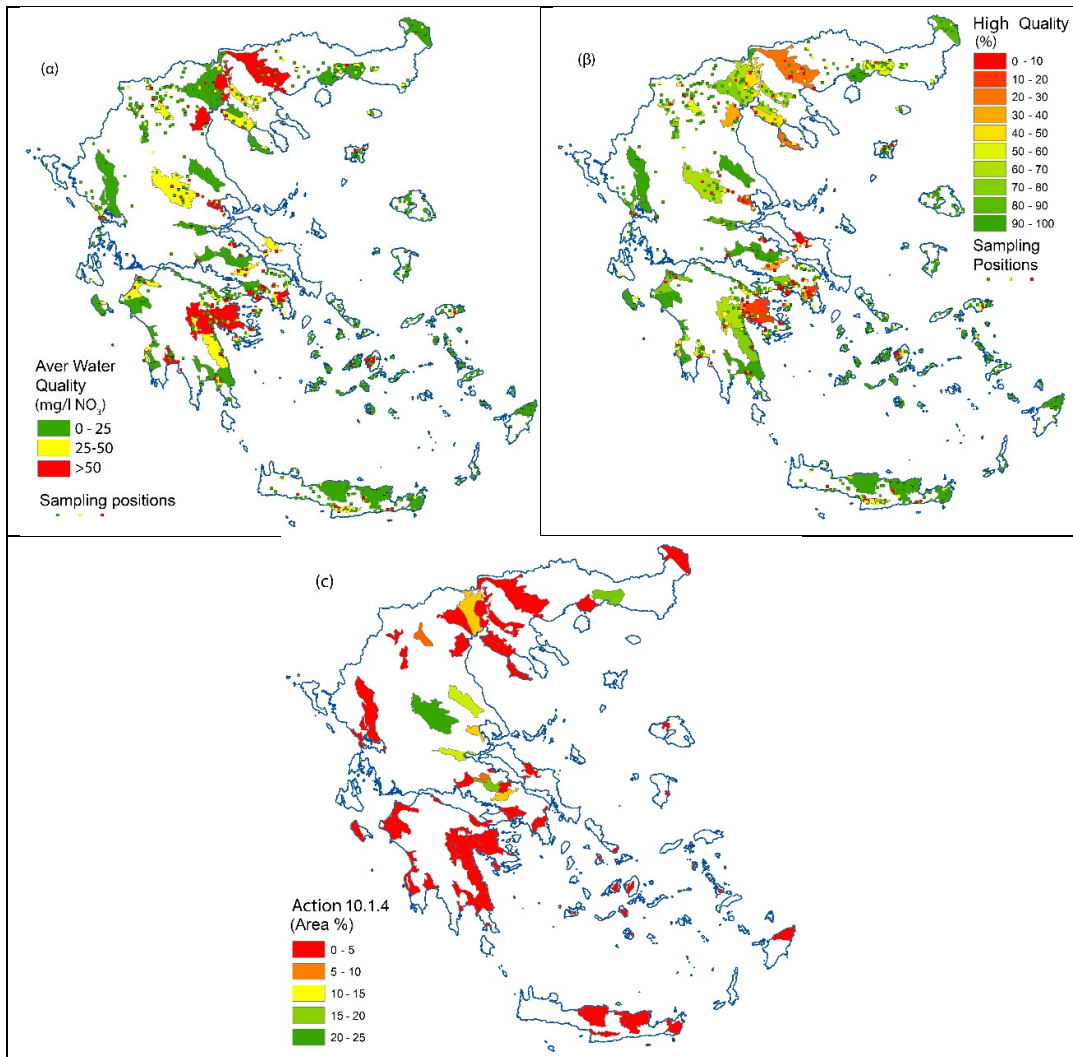 (α)
Aver Water
Quality
(mg/l NO3)
0 - 25
25-50
>50
Sampling positions
(β)
High Quality
(%)
0 - 10
10 - 20
20 - 30
30 - 40
40 - 50
50 - 60
60 - 70
70 - 80
80 - 90
90 - 100
Sampling
Positions
(c)
Action 10.1.4
(Area %)
0 - 5
5 - 10
10 - 15
15 - 20
20 - 25